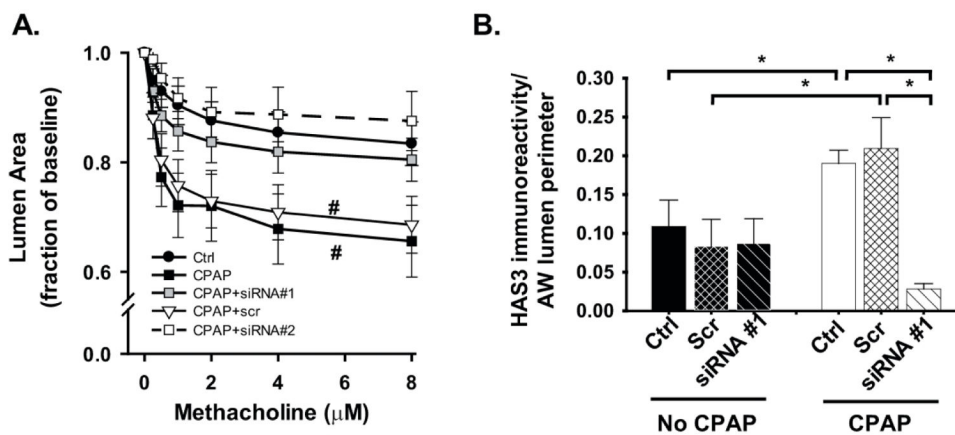 A.
Lumen Area
(fraction of baseline)
1.0
0.8
0.6
0.0
Ctrl
CPAP
CPAP+siRNA#1
CPAP+scr
CPAP+siRNA#2
#
#
0 2 4 6 8
Methacholine (μM)
B.
HAS3 immunoreactivity/
AW lumen perimeter
* *
* *
0.30
0.25
0.20
0.15
0.10
0.05
0.00
Ctrl Scr siRNA #1 Ctrl Scr siRNA #1
No CPAP CPAP